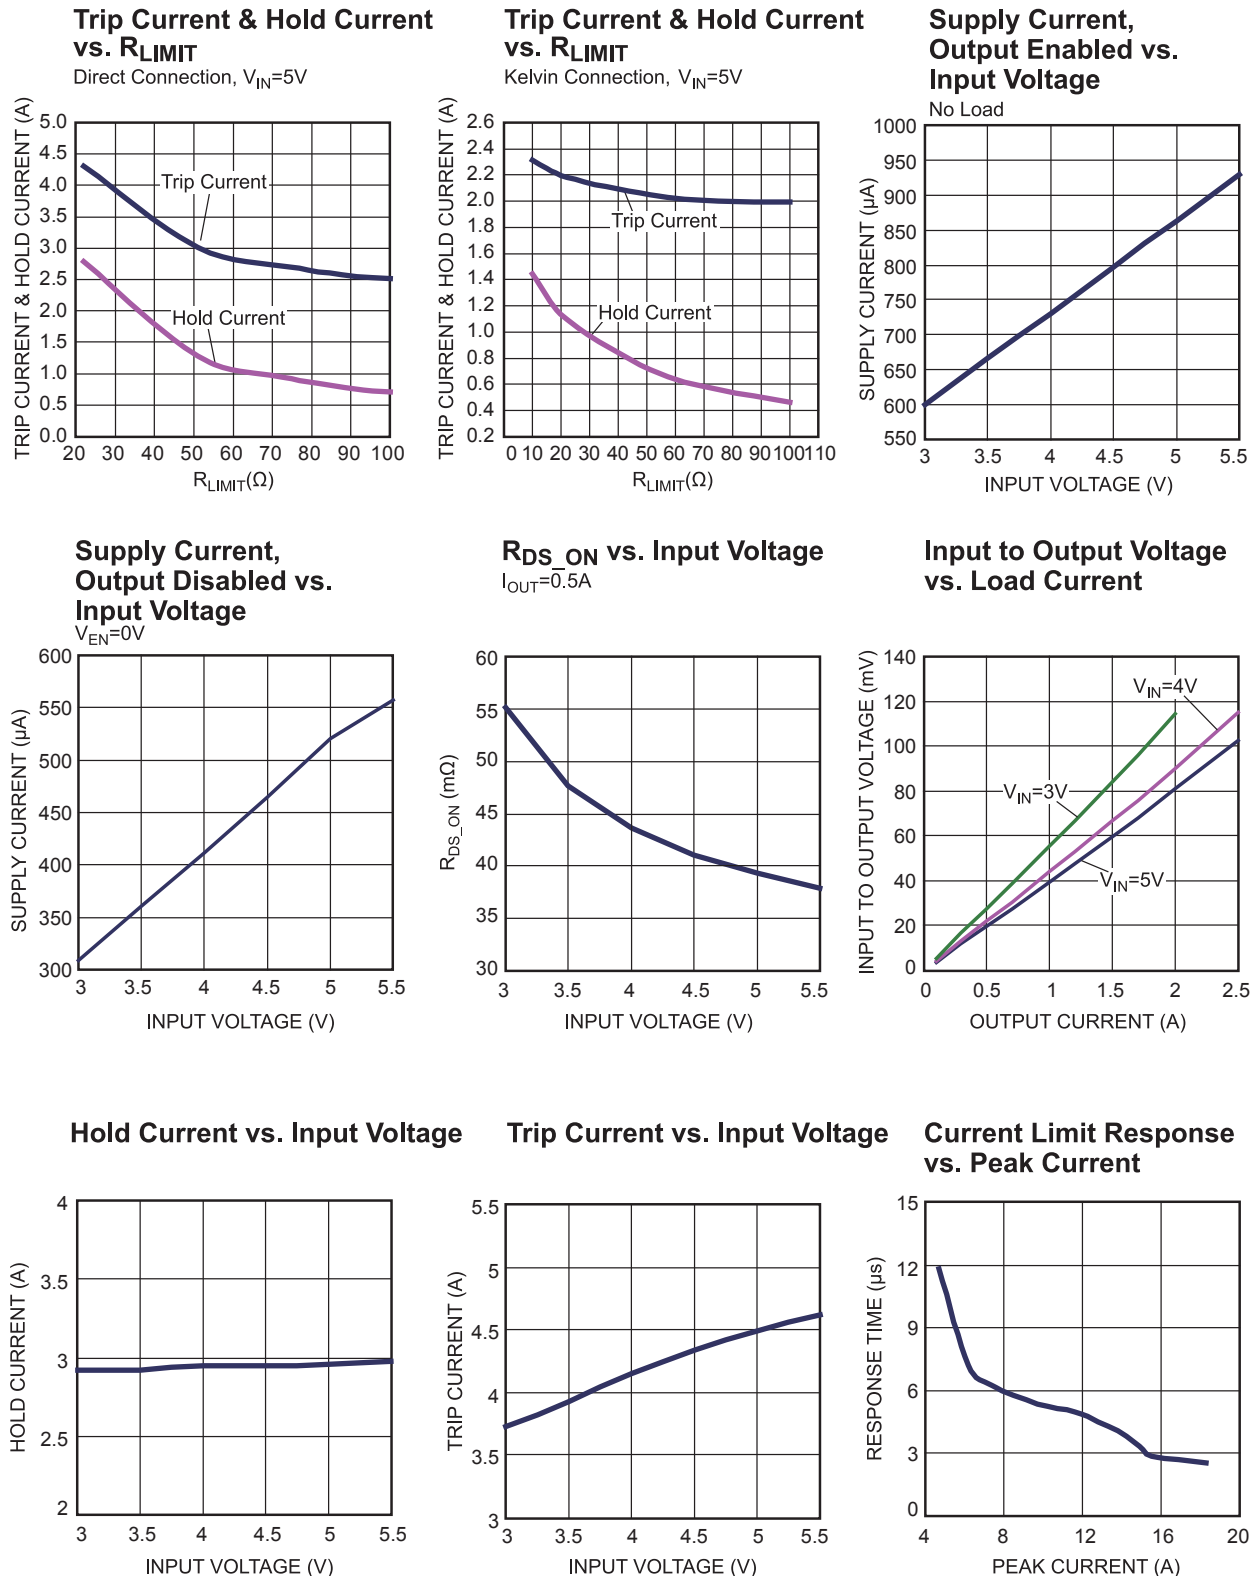 Trip Current & Hold Current
vs. RLIMIT
Direct Connection, VIN=5V
TRIP CURRENT & HOLD CURRENT (A)
5.0
4.5
4.0
3.5
3.0
2.5
2.0
1.5
1.0
0.5
0.0
Trip Current
Hold Current
20 30 40 50 60 70 80 90 100
RLIMIT(Ω)
Trip Current & Hold Current
vs. RLIMIT
Kelvin Connection, VIN=5V
TRIP CURRENT & HOLD CURRENT (A)
2.6
2.4
2.2
2.0
1.8
1.6
1.4
1.2
1.0
0.8
0.6
0.4
0.2
Trip Current
Hold Current
0 10 20 30 40 50 60 70 80 90 100 110
RLIMIT(Ω)
Supply Current,
Output Enabled vs.
Input Voltage
No Load
SUPPLY CURRENT (µA)
1000
950
900
850
800
750
700
650
600
550
3 3.5 4 4.5 5 5.5
INPUT VOLTAGE (V)
Supply Current,
Output Disabled vs.
Input Voltage
VEN=0V
SUPPLY CURRENT (µA)
600
550
500
450
400
350
300
3 3.5 4 4.5 5 5.5
INPUT VOLTAGE (V)
RDS_ON vs. Input Voltage
IOUT=0.5A
RDS_ON (mΩ)
60
55
50
45
40
35
30
3 3.5 4 4.5 5 5.5
INPUT VOLTAGE (V)
Input to Output Voltage
vs. Load Current
INPUT TO OUTPUT VOLTAGE (mV)
140
120
100
80
60
40
20
0
VIN=4V
VIN=3V
VIN=5V
0 0.5 1 1.5 2 2.5
OUTPUT CURRENT (A)
Hold Current vs. Input Voltage
HOLD CURRENT (A)
4
3.5
3
2.5
2
3 3.5 4 4.5 5 5.5
INPUT VOLTAGE (V)
Trip Current vs. Input Voltage
TRIP CURRENT (A)
5.5
5
4.5
4
3.5
3
3 3.5 4 4.5 5 5.5
INPUT VOLTAGE (V)
Current Limit Response
vs. Peak Current
RESPONSE TIME (µs)
15
12
9
6
3
0
4 8 12 16 20
PEAK CURRENT (A)